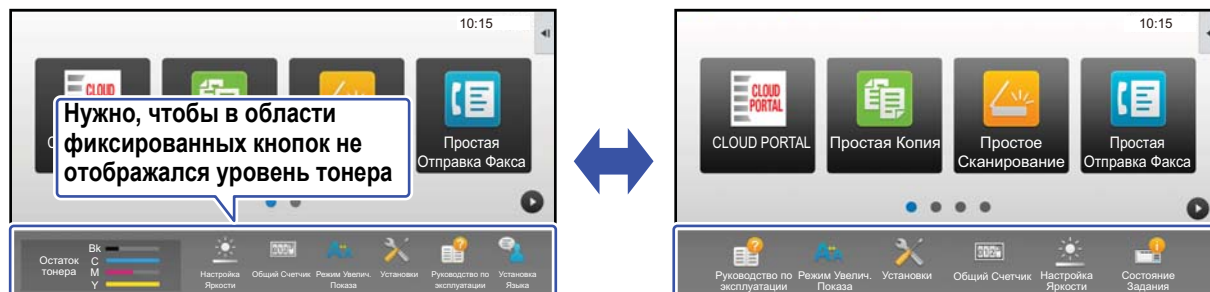 10:15
CLOUD
Нужно, чтобы в области
фиксированных кнопок не
отображался уровень тонера
Простая
Отправка Факса
Остаток
тонера
Bk
C
M
Y
Настройка
Яркости
Общий Счетчик
Режим Увелич.
Показа
Установки
Руководство по
эксплуатации
Установка
Языка
10:15
CLOUD
PORTAL
CLOUD PORTAL
Простая Копия
Простое
Сканирование
Простая
Отправка Факса
Руководство по
эксплуатации
Режим Увелич.
Показа
Установки
Общий Счетчик
Настройка
Яркости
Состояние
Задания